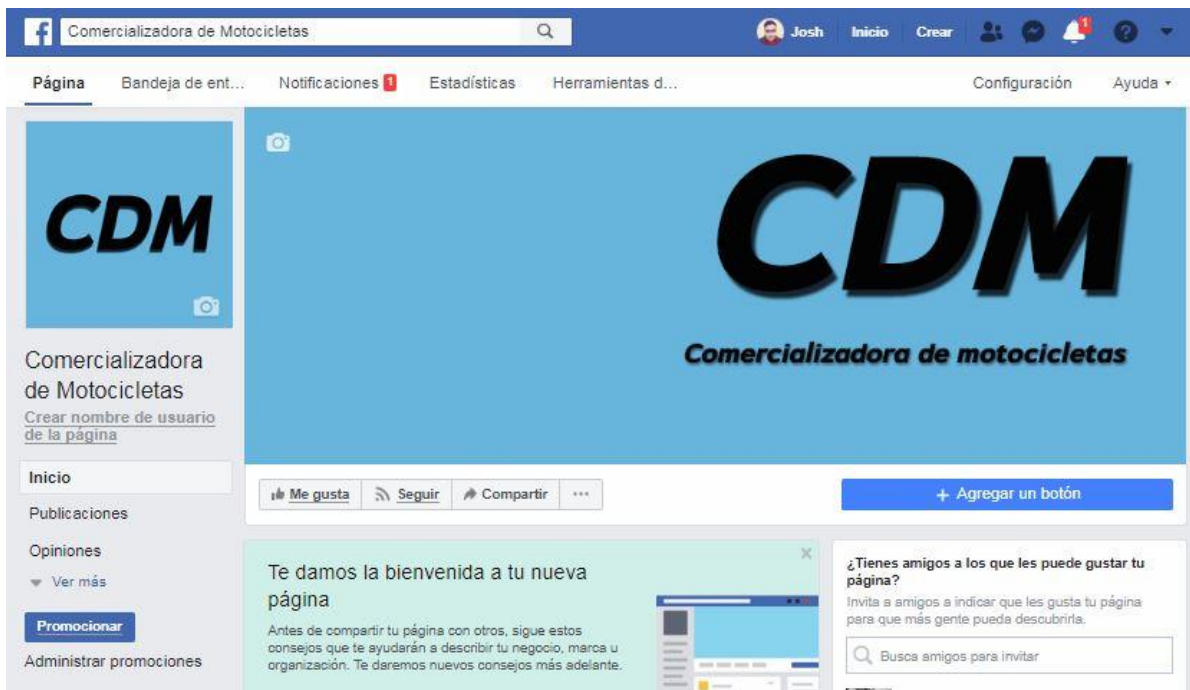 Comercializadora de Motocicletas
Josh Inicio Crear 1
Página Bandeja de ent... Notificaciones 1 Estadísticas Herramientas d... Configuración Ayuda
CDM
Comercializadora
de Motocicletas
Crear nombre de usuario
de la página
CDM
Comercializadora de motocicletas
Inicio
Publicaciones
Opiniones
Ver más
Promocionar
Administrar promociones
Me gusta Seguir Compartir ...
+ Agregar un botón
Te damos la bienvenida a tu nueva
página
Antes de compartir tu página con otros, sigue estos
consejos que te ayudarán a describir tu negocio, marca u
organización. Te daremos nuevos consejos más adelante.
¿Tienes amigos a los que les puede gustar tu
página?
Invita a amigos a indicar que les gusta tu página
para que más gente pueda descubrirla.
Busca amigos para invitar